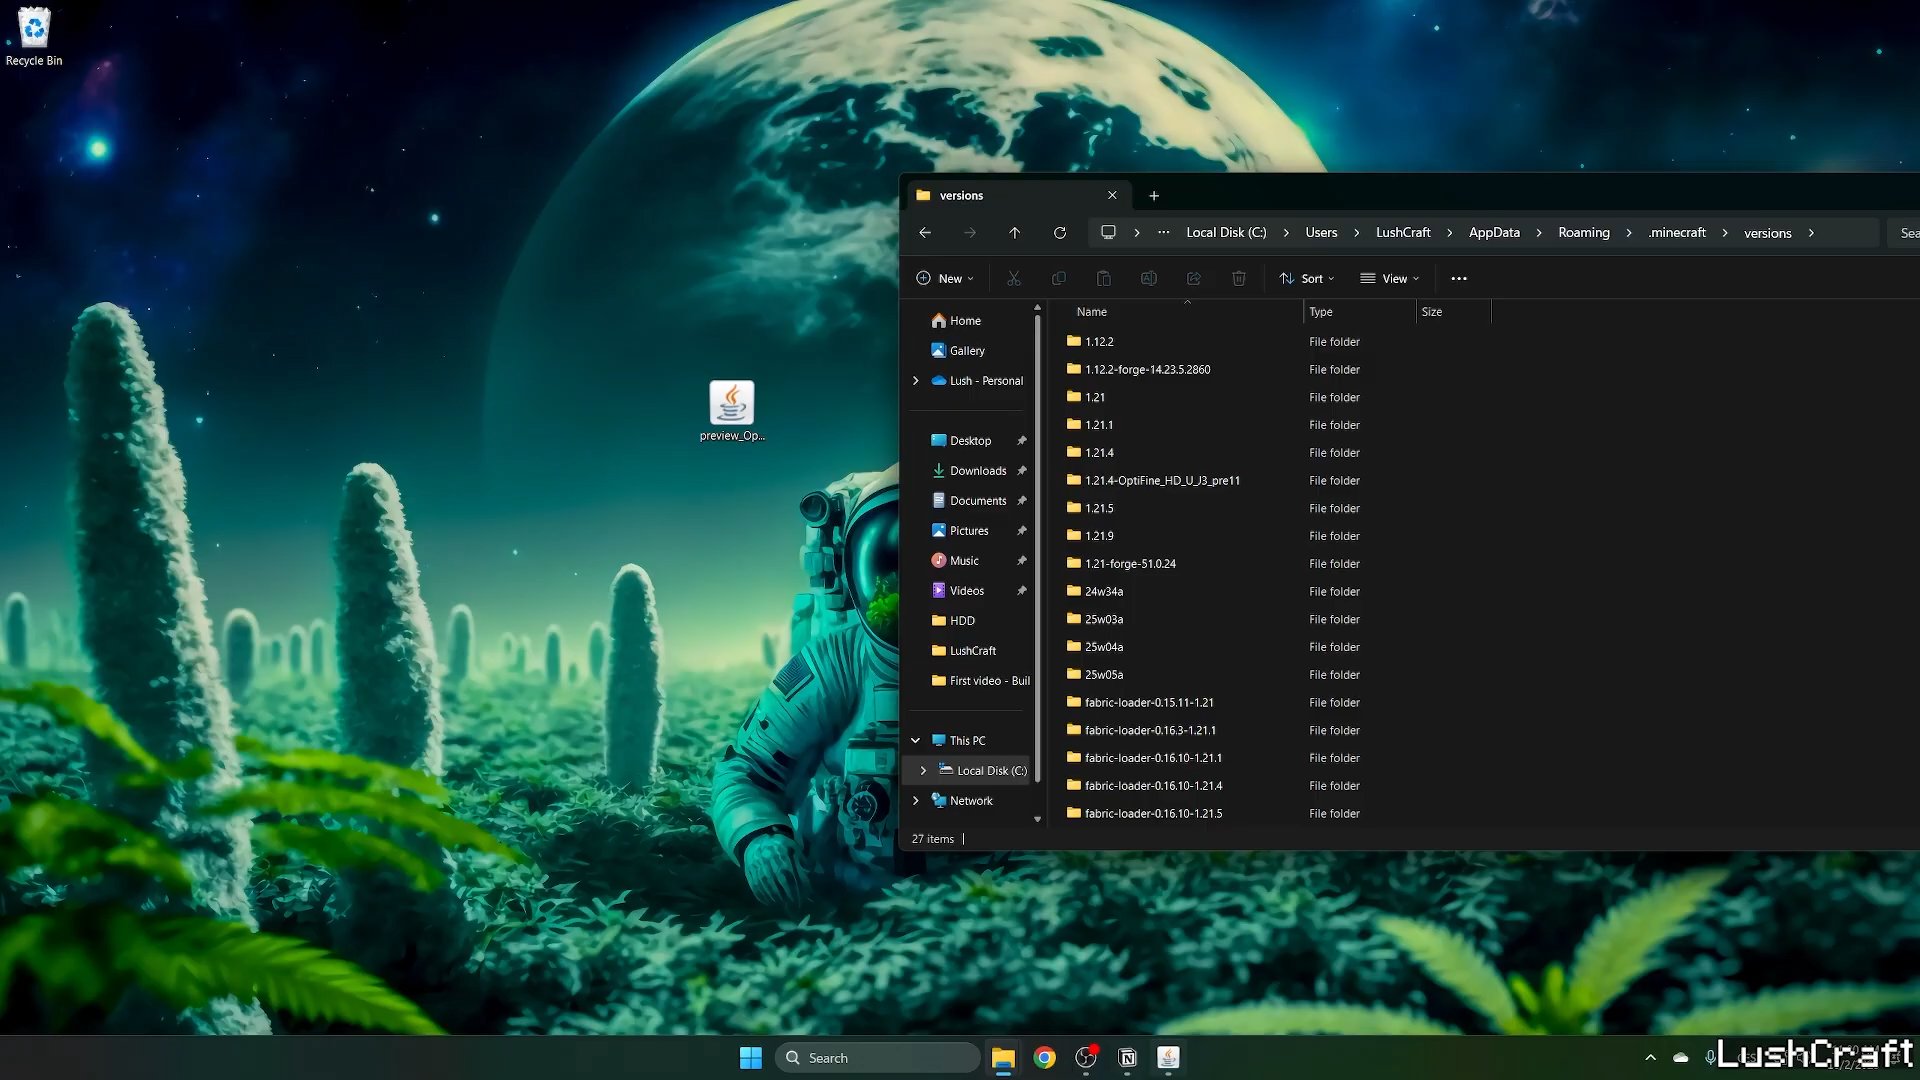 Recycle Bin
preview_Op...
versions
Local Disk (C:) Users LushCraft AppData Roaming .minecraft versions
Sea
New Sort View
Name Type Size
Home
Gallery
Lush - Personal
Desktop
Downloads
Documents
Pictures
Music
Videos
HDD
LushCraft
First video - Buil
This PC
Local Disk (C:)
Network
1.12.2 File folder
1.12.2-forge-14.23.5.2860 File folder
1.21 File folder
1.21.1 File folder
1.21.4 File folder
1.21.4-OptiFine_HD_U_J3_pre11 File folder
1.21.5 File folder
1.21.9 File folder
1.21-forge-51.0.24 File folder
24w34a File folder
25w03a File folder
25w04a File folder
25w05a File folder
fabric-loader-0.15.11-1.21 File folder
fabric-loader-0.16.3-1.21.1 File folder
fabric-loader-0.16.10-1.21.1 File folder
fabric-loader-0.16.10-1.21.4 File folder
fabric-loader-0.16.10-1.21.5 File folder
27 items
Search
LushCraft